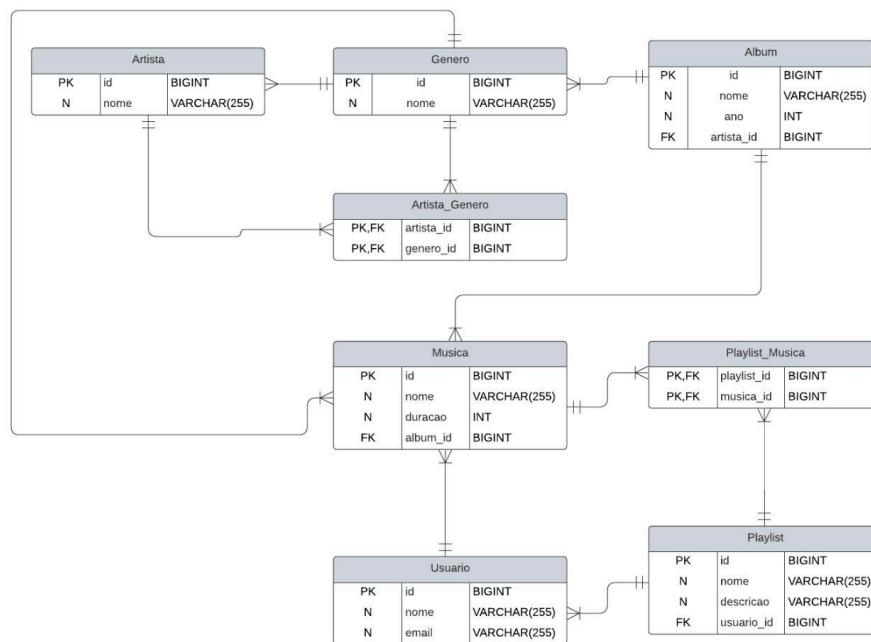 Artista
PK id BIGINT
N nome VARCHAR(255)
Genero
PK id BIGINT
N nome VARCHAR(255)
Album
PK id BIGINT
N nome VARCHAR(255)
N ano INT
FK artista_id BIGINT
Artista_Genero
PK,FK artista_id BIGINT
PK,FK genero_id BIGINT
Musica
PK id BIGINT
N nome VARCHAR(255)
N duracao INT
FK album_id BIGINT
Playlist_Musica
PK,FK playlist_id BIGINT
PK,FK musica_id BIGINT
Usuario
PK id BIGINT
N nome VARCHAR(255)
N email VARCHAR(255)
Playlist
PK id BIGINT
N nome VARCHAR(255)
N descricao VARCHAR(255)
FK usuario_id BIGINT